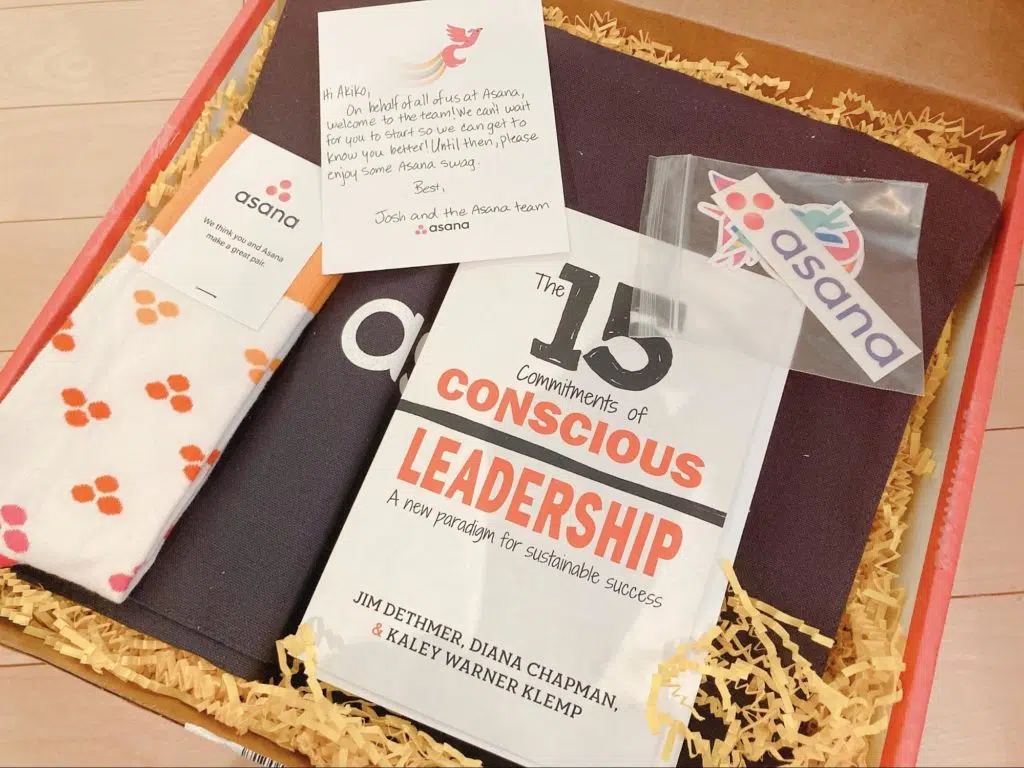 Hi Akiko,
On behalf of all of us at Asana,
welcome to the team! We can't wait
for you to start so we can get to
know you better! Until then, please
enjoy some Asana swag.
Best,
Josh and the Asana team
asana
asana
We think you and Asana
make a great pair.
The 15
Commitments of
CONSCIOUS
LEADERSHIP
A new paradigm for sustainable success
JIM DETHMER, DIANA CHAPMAN,
& KALEY WARNER KLEMP
asana